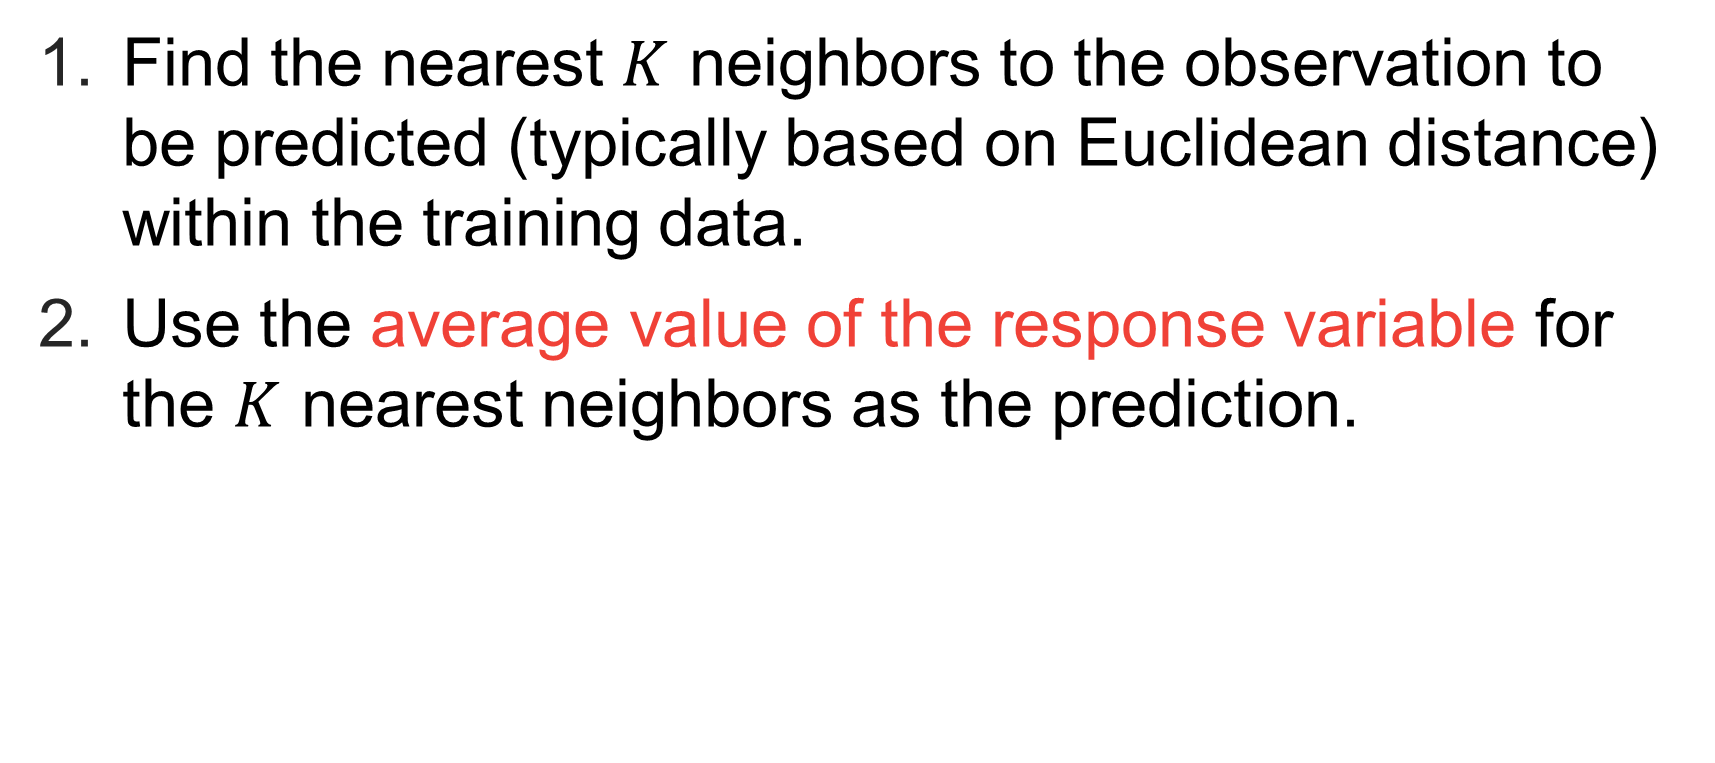 1. Find the nearest K neighbors to the observation to
be predicted (typically based on Euclidean distance)
within the training data.
2. Use the average value of the response variable for
the K nearest neighbors as the prediction.